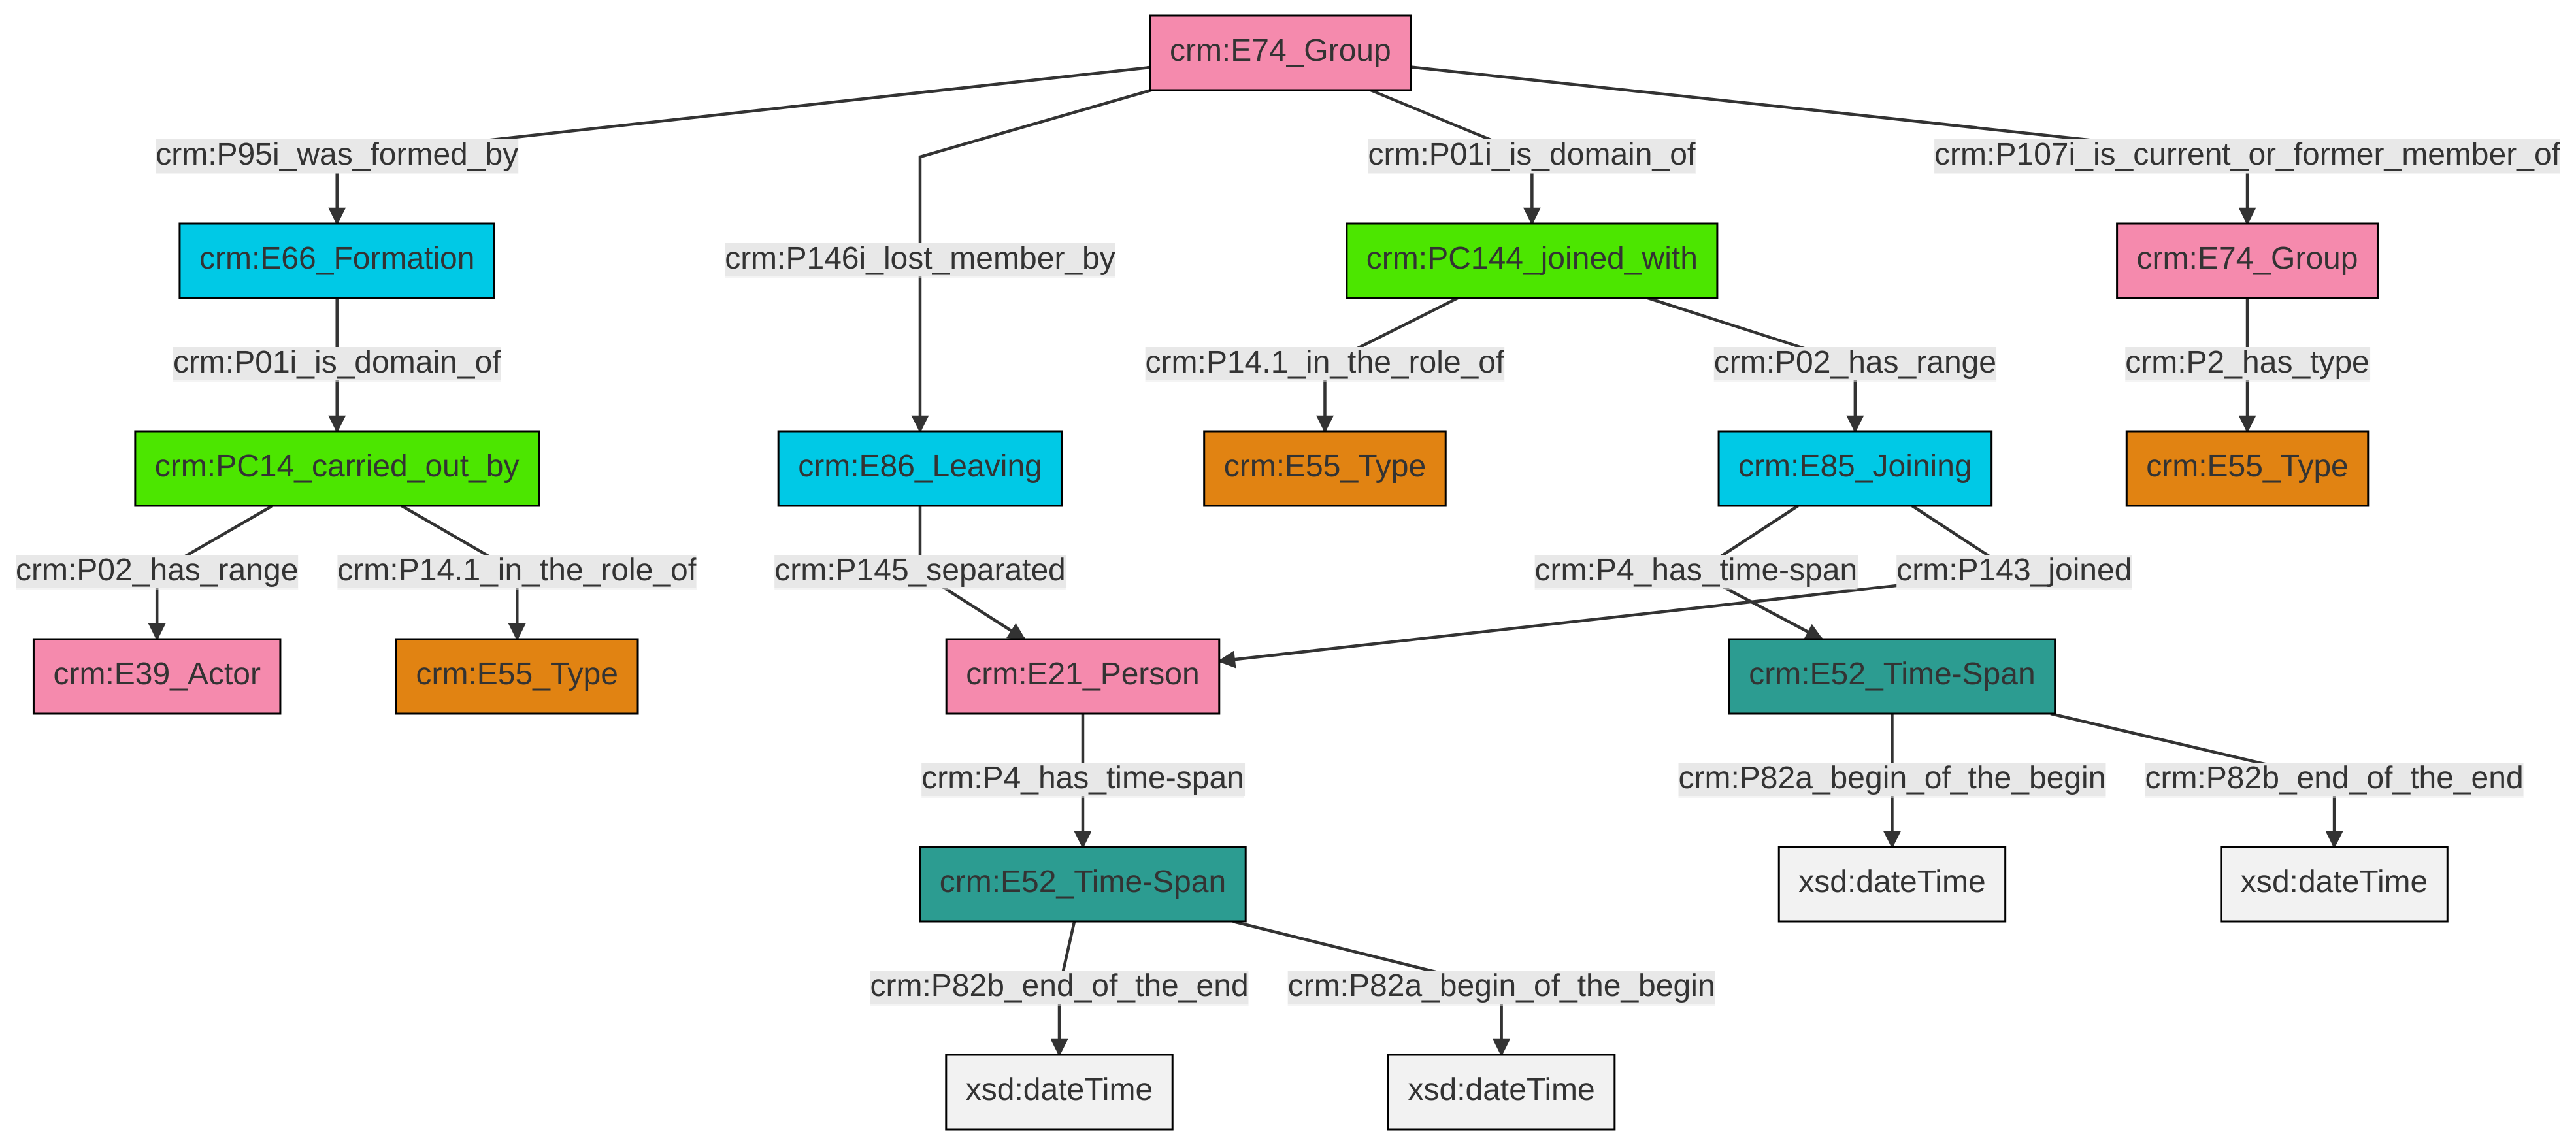 crm:E74_Group
crm:P95i_was_formed_by
crm:P01i_is_domain_of
crm:P107i_is_current_or_former_member_of
crm:E66_Formation
crm:P146i_lost_member_by
crm:PC144_joined_with
crm:E74_Group
crm:P01i_is_domain_of
crm:P14.1_in_the_role_of
crm:P02_has_range
crm:P2_has_type
crm:PC14_carried_out_by
crm:E86_Leaving
crm:E55_Type
crm:E85_Joining
crm:E55_Type
crm:P02_has_range
crm:P14.1_in_the_role_of
crm:P145_separated
crm:P4_has_time-span
crm:P143_joined
crm:E39_Actor
crm:E55_Type
crm:E21_Person
crm:E52_Time-Span
crm:P4_has_time-span
crm:P82a_begin_of_the_begin
crm:P82b_end_of_the_end
crm:E52_Time-Span
xsd:dateTime
xsd:dateTime
crm:P82b_end_of_the_end
crm:P82a_begin_of_the_begin
xsd:dateTime
xsd:dateTime